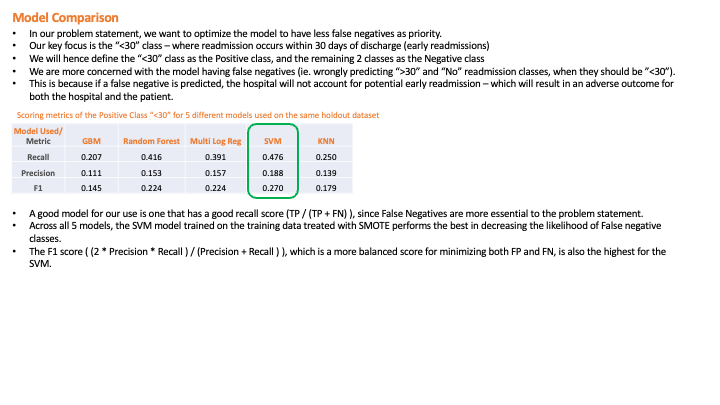 Model Comparison
• In our problem statement, we want to optimize the model to have less false negatives as priority.
• Our key focus is the "<30" class – where readmission occurs within 30 days of discharge (early readmissions)
• We will hence define the "<30" class as the Positive class, and the remaining 2 classes as the Negative class
• We are more concerned with the model having false negatives (ie. wrongly predicting ">30" and "No" readmission classes, when they should be "<30").
• This is because if a false negative is predicted, the hospital will not account for potential early readmission – which will result in an adverse outcome for
both the hospital and the patient.
Scoring metrics of the Positive Class "<30" for 5 different models used on the same holdout dataset
Model Used/
Metric GBM Random Forest Multi Log Reg SVM KNN
Recall 0.207 0.416 0.391 0.476 0.250
Precision 0.111 0.153 0.157 0.188 0.139
F1 0.145 0.224 0.224 0.270 0.179
• A good model for our use is one that has a good recall score (TP / (TP + FN) ), since False Negatives are more essential to the problem statement.
• Across all 5 models, the SVM model trained on the training data treated with SMOTE performs the best in decreasing the likelihood of False negative
classes.
• The F1 score ( (2 * Precision * Recall ) / (Precision + Recall ) ), which is a more balanced score for minimizing both FP and FN, is also the highest for the
SVM.